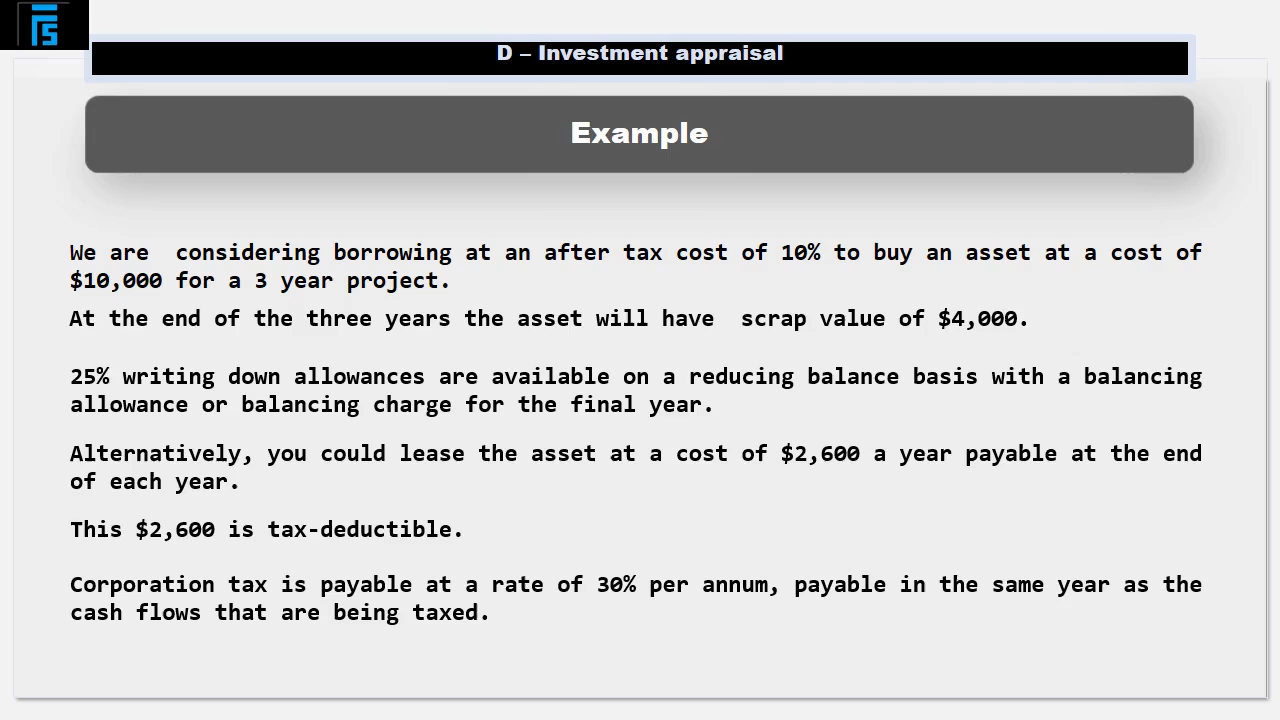 D – Investment appraisal
Example
We are  considering borrowing at an after tax cost of 10% to buy an asset at a cost of
$10,000 for a 3 year project.
At the end of the three years the asset will have  scrap value of $4,000.
25% writing down allowances are available on a reducing balance basis with a balancing
allowance or balancing charge for the final year.
Alternatively, you could lease the asset at a cost of $2,600 a year payable at the end
of each year.
This $2,600 is tax-deductible.
Corporation tax is payable at a rate of 30% per annum, payable in the same year as the
cash flows that are being taxed.